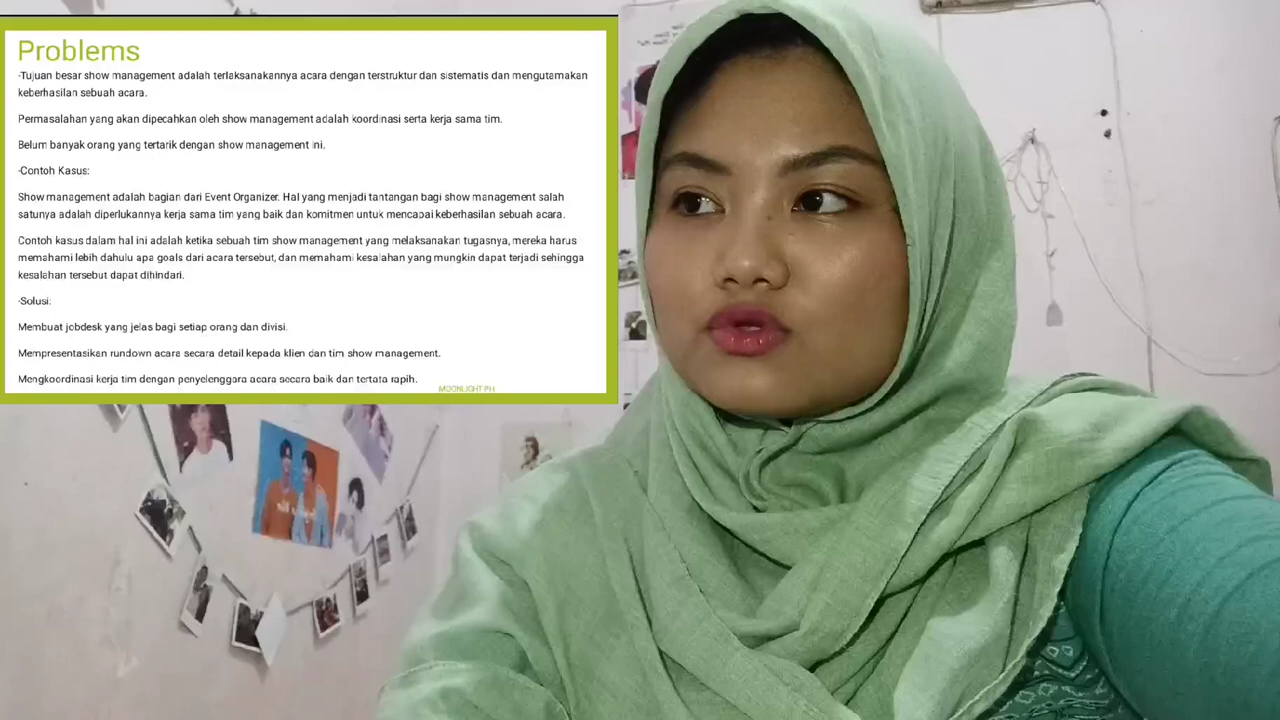 Problems
·Tujuan besar show management adalah terlaksanakannya acara dengan terstruktur dan sistematis dan mengutamakan
keberhasilan sebuah acara.
Permasalahan yang akan dipecahkan oleh show management adalah koordinasi serta kerja sama tim.
Belum banyak orang yang tertarik dengan show management ini.
·Contoh Kasus:
Show management adalah bagian dari Event Organizer. Hal yang menjadi tantangan bagi show management salah
satunya adalah diperlukannya kerja sama tim yang baik dan komitmen untuk mencapai keberhasilan sebuah acara.
Contoh kasus dalam hal ini adalah ketika sebuah tim show management yang melaksanakan tugasnya, mereka harus
memahami lebih dahulu apa goals dari acara tersebut, dan memahami kesalahan yang mungkin dapat terjadi sehingga
kesalahan tersebut dapat dihindari.
·Solusi:
Membuat jobdesk yang jelas bagi setiap orang dan divisi.
Mempresentasikan rundown acara secara detail kepada klien dan tim show management.
Mengkoordinasi kerja tim dengan penyelenggara acara secara baik dan tertata rapih.
MOONLIGHT PH